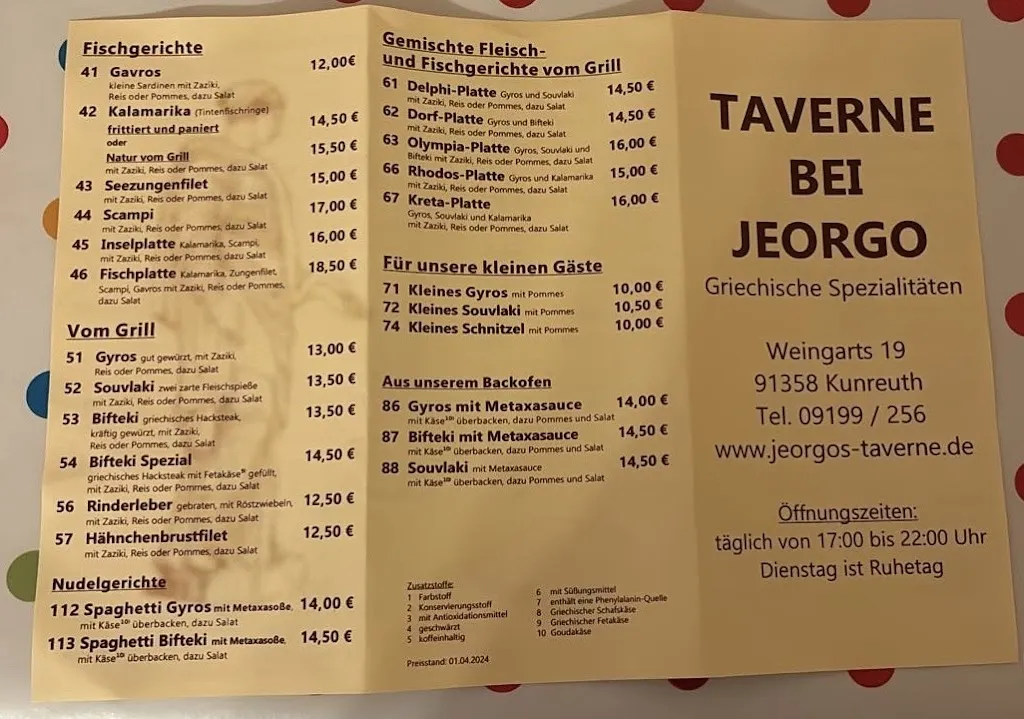 Fischgerichte
41 Gavros 12,00€
kleine Sardinen mit Zaziki,
Reis oder Pommes, dazu Salat
42 Kalamarika (Tintenfischringe)
frittiert und paniert 14,50 €
oder
Natur vom Grill 15,50 €
mit Zaziki, Reis oder Pommes, dazu Salat
43 Seezungenfilet 15,00 €
mit Zaziki, Reis oder Pommes, dazu Salat
44 Scampi 17,00 €
mit Zaziki, Reis oder Pommes, dazu Salat
45 Inselplatte Kalamarika, Scampi, 16,00 €
mit Zaziki, Reis oder Pommes, dazu Salat
46 Fischplatte Kalamarika, Zungenfilet, 18,50 €
Scampi, Gavros mit Zaziki, Reis oder Pommes,
dazu Salat
Vom Grill
51 Gyros gut gewürzt, mit Zaziki, 13,00 €
Reis oder Pommes, dazu Salat
52 Souvlaki zwei zarte Fleischspieße 13,50 €
mit Zaziki, Reis oder Pommes, dazu Salat
53 Bifteki griechisches Hacksteak, 13,50 €
kräftig gewürzt, mit Zaziki,
Reis oder Pommes, dazu Salat
54 Bifteki Spezial 14,50 €
griechisches Hacksteak mit Fetakäse⁹ gefüllt,
mit Zaziki, Reis oder Pommes, dazu Salat
56 Rinderleber gebraten, mit Röstzwiebeln, 12,50 €
mit Zaziki, Reis oder Pommes, dazu Salat
57 Hähnchenbrustfilet 12,50 €
mit Zaziki, Reis oder Pommes, dazu Salat
Nudelgerichte
112 Spaghetti Gyros mit Metaxasoße, 14,00 €
mit Käse¹⁰⁾ überbacken, dazu Salat
113 Spaghetti Bifteki mit Metaxasoße, 14,50 €
mit Käse¹⁰⁾ überbacken, dazu Salat
Gemischte Fleisch-
und Fischgerichte vom Grill
61 Delphi-Platte Gyros und Souvlaki 14,50 €
mit Zaziki, Reis oder Pommes, dazu Salat
62 Dorf-Platte Gyros und Bifteki 14,50 €
mit Zaziki, Reis oder Pommes, dazu Salat
63 Olympia-Platte Gyros, Souvlaki und 16,00 €
Bifteki mit Zaziki, Reis oder Pommes, dazu Salat
66 Rhodos-Platte Gyros und Kalamarika 15,00 €
mit Zaziki, Reis oder Pommes, dazu Salat
67 Kreta-Platte 16,00 €
Gyros, Souvlaki und Kalamarika
mit Zaziki, Reis oder Pommes, dazu Salat
Für unsere kleinen Gäste
71 Kleines Gyros mit Pommes 10,00 €
72 Kleines Souvlaki mit Pommes 10,50 €
74 Kleines Schnitzel mit Pommes 10,00 €
Aus unserem Backofen
86 Gyros mit Metaxasauce 14,00 €
mit Käse¹⁰⁾ überbacken, dazu Pommes und Salat
87 Bifteki mit Metaxasauce 14,50 €
mit Käse¹⁰⁾ überbacken, dazu Pommes und Salat
88 Souvlaki mit Metaxasauce 14,50 €
mit Käse¹⁰⁾ überbacken, dazu Pommes und Salat
Zusatzstoffe:
1 Farbstoff
2 Konservierungsstoff
3 mit Antioxidationsmittel
4 geschwärzt
5 koffeinhaltig
6 mit Süßungsmittel
7 enthält eine Phenylalanin-Quelle
8 Griechischer Schafskäse
9 Griechischer Fetakäse
10 Goudakäse
Preisstand: 01.04.2024
TAVERNE
BEI
JEORGO
Griechische Spezialitäten
Weingarts 19
91358 Kunreuth
Tel. 09199 / 256
www.jeorgos-taverne.de
Öffnungszeiten:
täglich von 17:00 bis 22:00 Uhr
Dienstag ist Ruhetag